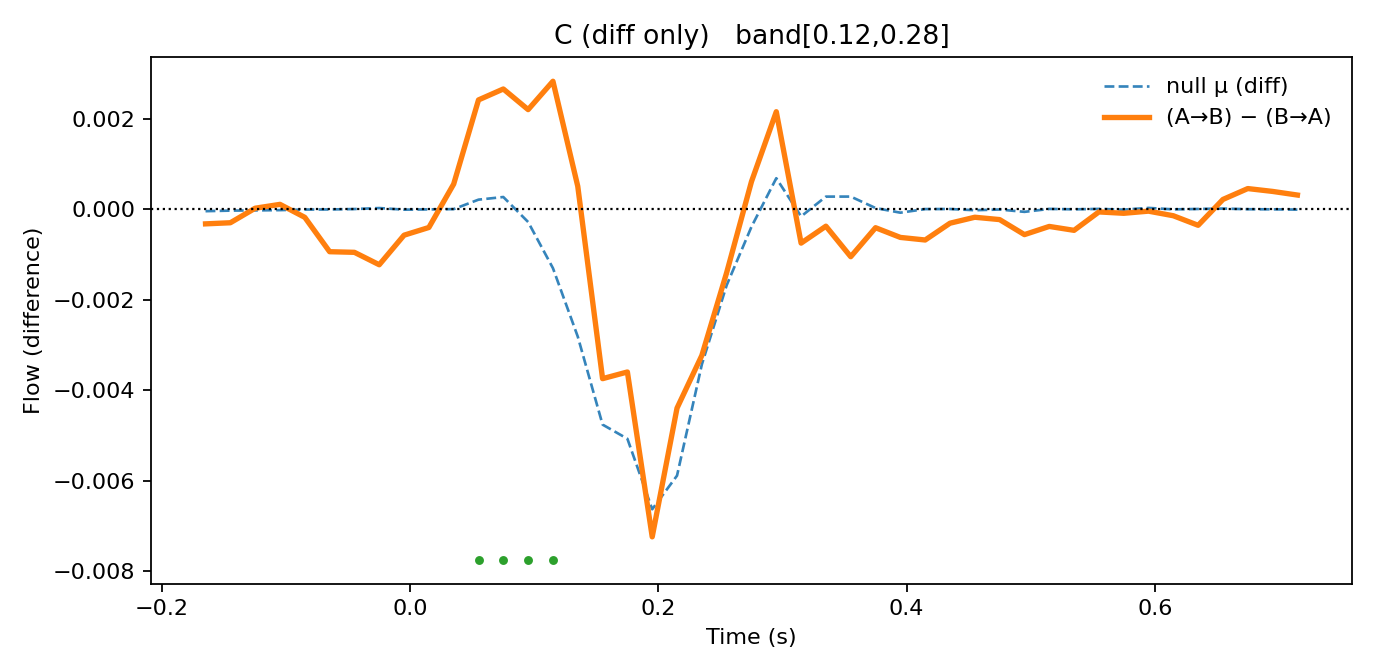 C (diff only)   band[0.12,0.28]
null μ (diff)
(A→B) − (B→A)
0.002
0.000
−0.002
−0.004
−0.006
−0.008
Flow (difference)
−0.2
0.0
0.2
0.4
0.6
Time (s)